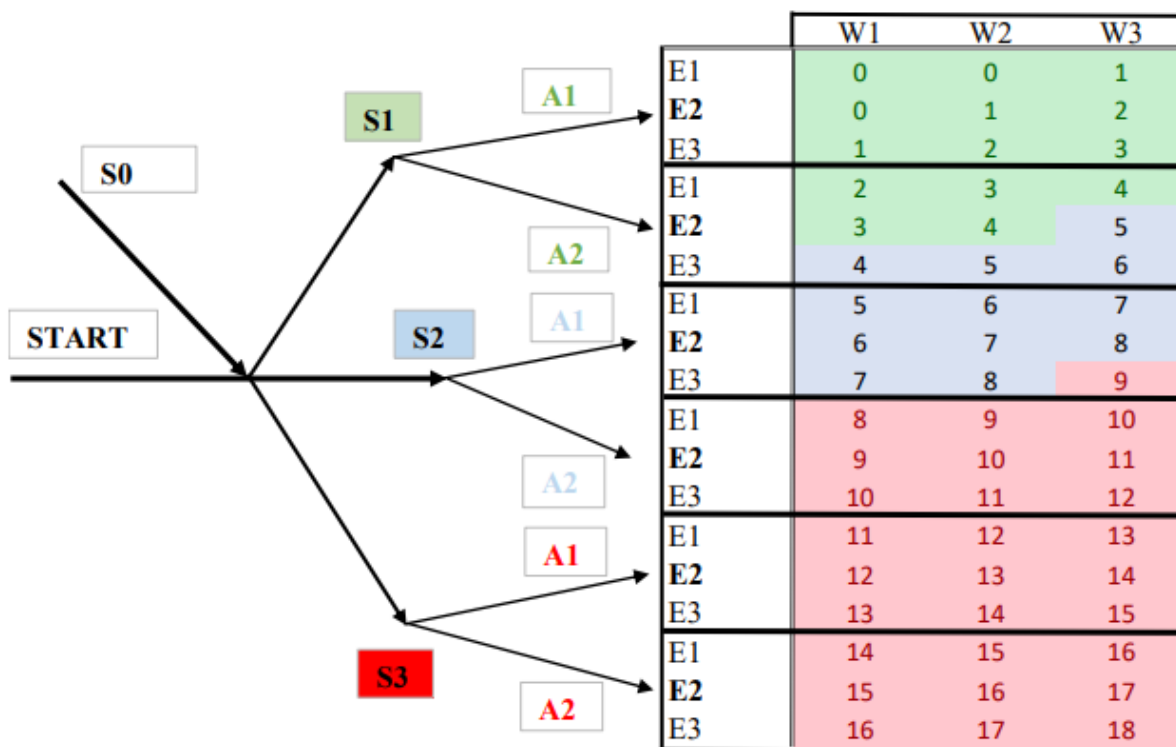 W1 W2 W3
E1 0 0 1
A1
E2 0 1 2
S1
E3 1 2 3
S0
E1 2 3 4
E2 3 4 5
A2
E3 4 5 6
E1 5 6 7
A1
START
S2
E2 6 7 8
E3 7 8 9
E1 8 9 10
E2 9 10 11
A2
E3 10 11 12
E1 11 12 13
A1
E2 12 13 14
E3 13 14 15
E1 14 15 16
S3
E2 15 16 17
A2
E3 16 17 18